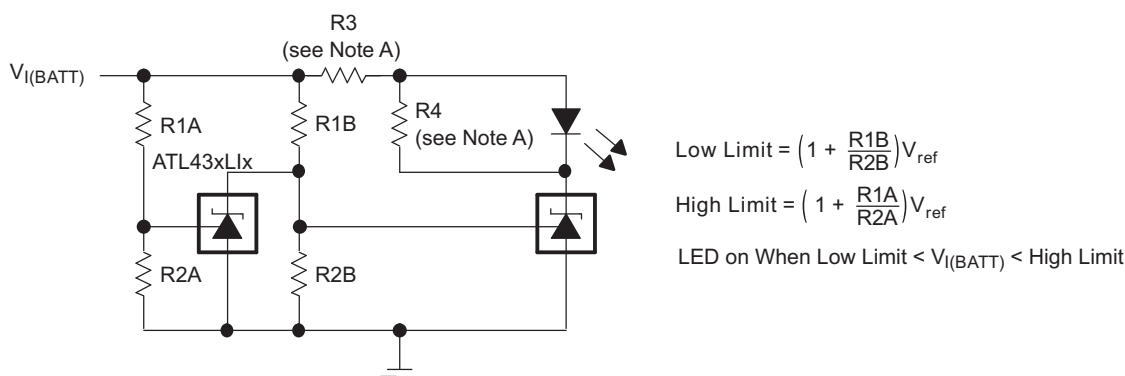 R3
(see Note A)
V_I(BATT)
R1A
R1B
R4
(see Note A)
ATL43xLIx
R2A
R2B
Low Limit = ( 1 + R1B/R2B ) V_ref
High Limit = ( 1 + R1A/R2A ) V_ref
LED on When Low Limit < V_I(BATT) < High Limit